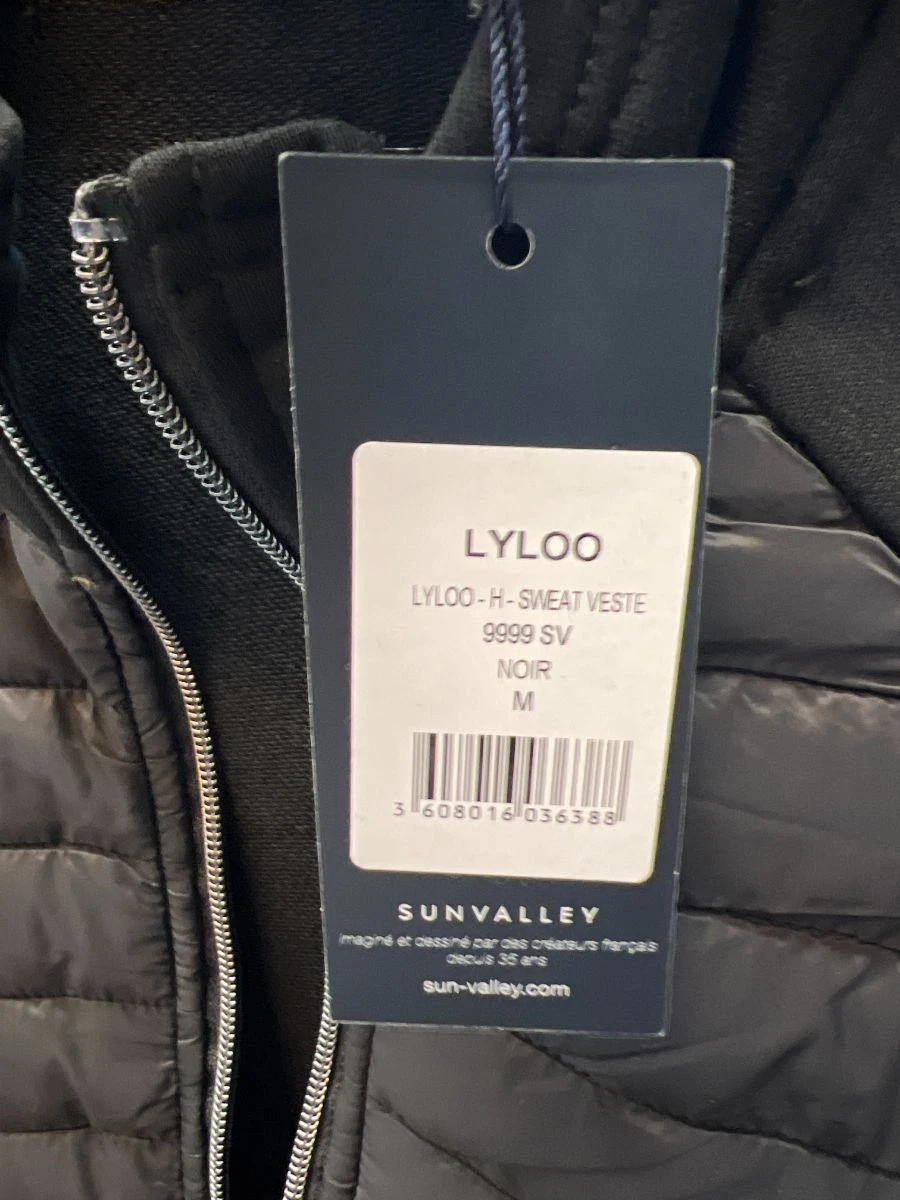 LYLOO
LYLOO - H - SWEAT VESTE
9999 SV
NOIR
M
3 608016 036388
SUNVALLEY
Imaginé et dessiné par des créateurs français
depuis 35 ans
sun-valley.com